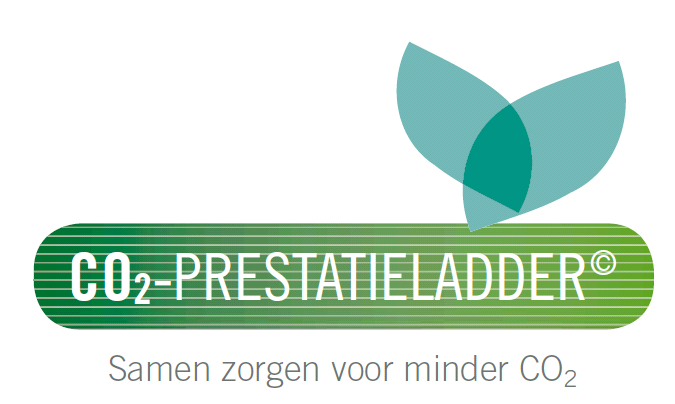 CO₂-PRESTATIELADDER©
Samen zorgen voor minder CO₂